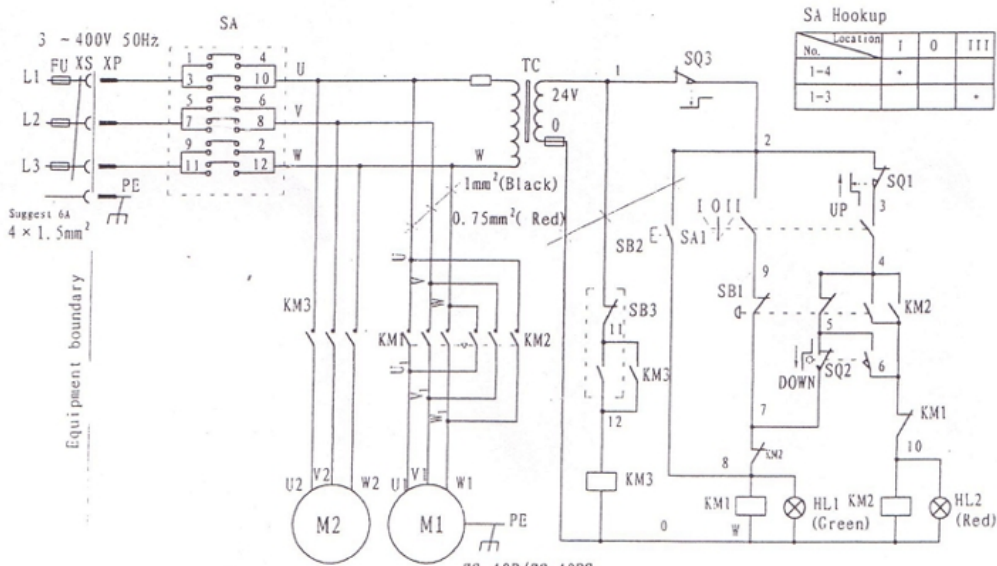 SA Hookup
No. Location I O III
1-4
1-3
SA
3 ~400V 50Hz
FU XS XP
L1
L2
L3
1 4
3 10
5 6
7 8
9 2
11 12
U
V
W
W
PE
Suggest 6A
4×1.5mm²
Equipment boundary
TC
24V
0
1
SQ3
2
1mm²(Black)
0.75mm²( Red)
SQ1
3
UP
I O II
SB2
SA1
4
9
SB1
KM2
5
SQ2
6
DOWN
7
KM1
10
KM2
8
SB3
11
KM3
12
KM3
U
V
W
KM3
KM1
KM2
U1
V1
W1
U2
V2
W2
U1
V1
W1
M2
M1
PE
0
W
KM1
HL1
(Green)
KM2
HL2
(Red)